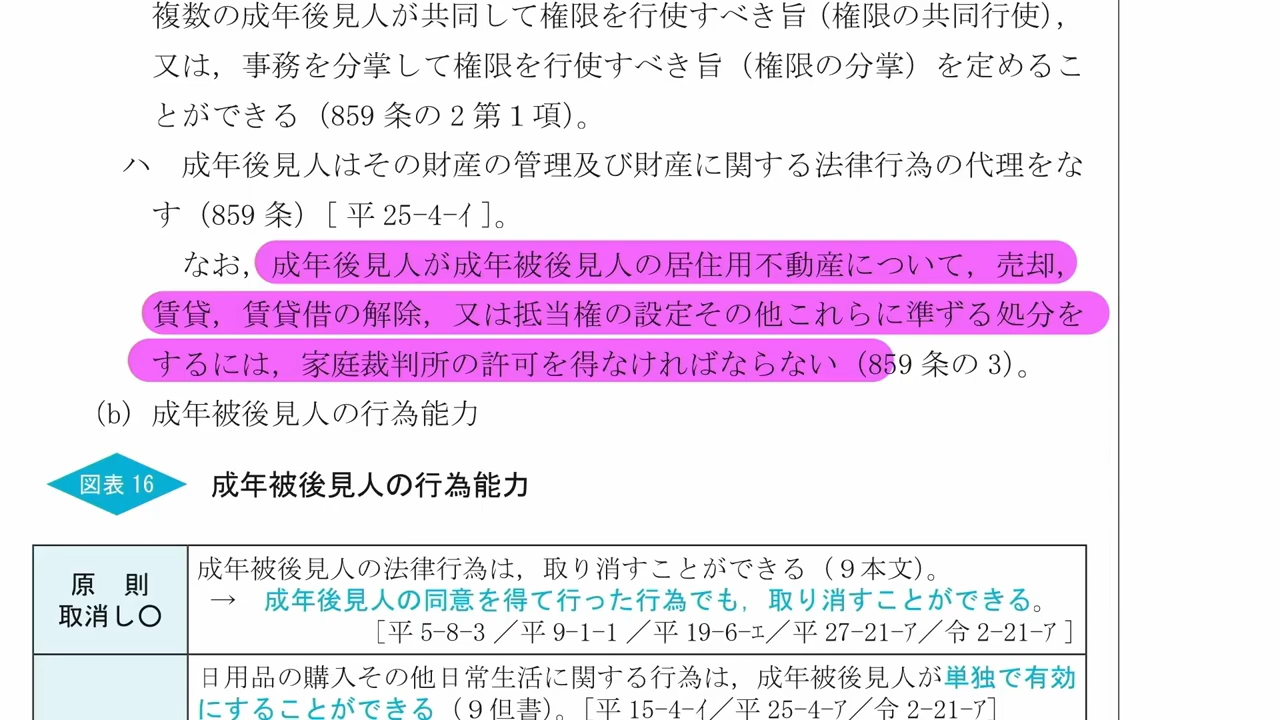 複数の成年後見人が共同して権限を行使すべき旨（権限の共同行使），
又は，事務を分掌して権限を行使すべき旨（権限の分掌）を定めるこ
とができる（859 条の 2 第 1 項）。
ハ　成年後見人はその財産の管理及び財産に関する法律行為の代理をな
す（859 条）［ 平 25−4−ｲ ］。
なお，成年後見人が成年被後見人の居住用不動産について，売却，
賃貸，賃貸借の解除，又は抵当権の設定その他これらに準ずる処分を
するには，家庭裁判所の許可を得なければならない（859 条の 3）。
（b）成年被後見人の行為能力
図表 16　成年被後見人の行為能力
原　則
取消し〇
成年被後見人の法律行為は，取り消すことができる（９本文）。
→　成年後見人の同意を得て行った行為でも，取り消すことができる。
［平 5-8-3 ／平 9-1-1 ／平 19-6-ｴ／平 27-21-ｱ／令 2-21-ｱ ］
日用品の購入その他日常生活に関する行為は，成年被後見人が単独で有効
にすることができる（９但書）。［平 15-4-ｲ／平 25-4-ｱ／令 2-21-ｱ］